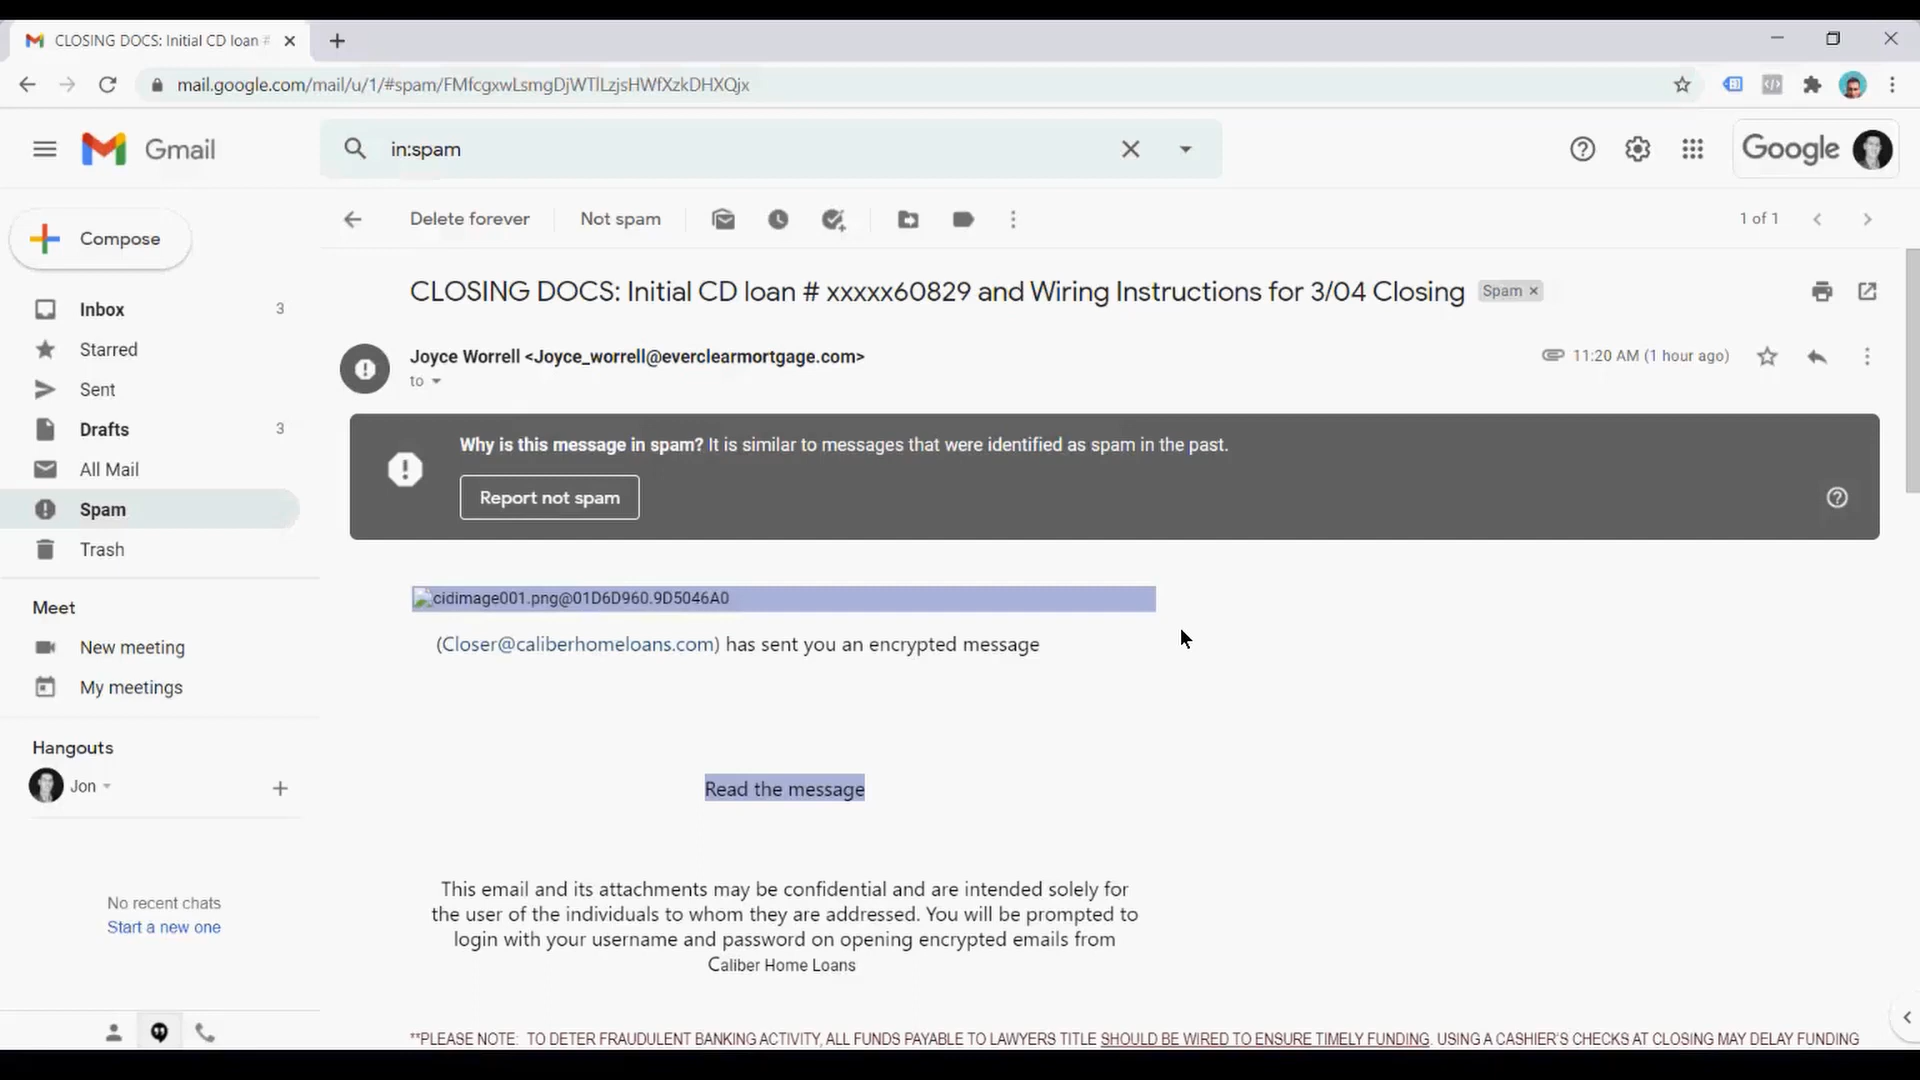 CLOSING DOCS: Initial CD loan #
mail.google.com/mail/u/1/#spam/FMfcgxwLsmgDjWTlLzjsHWfXzkDHXQjx
Gmail
in:spam
Google
Compose
Delete forever
Not spam
1 of 1
Inbox 3
Starred
Sent
Drafts 3
All Mail
Spam
Trash
Meet
New meeting
My meetings
Hangouts
Jon
No recent chats
Start a new one
CLOSING DOCS: Initial CD loan # xxxxx60829 and Wiring Instructions for 3/04 Closing
Spam ×
Joyce Worrell <Joyce_worrell@everclearmortgage.com>
11:20 AM (1 hour ago)
to
Why is this message in spam? It is similar to messages that were identified as spam in the past.
Report not spam
cidimage001.png@01D6D960.9D5046A0
(Closer@caliberhomeloans.com) has sent you an encrypted message
Read the message
This email and its attachments may be confidential and are intended solely for
the user of the individuals to whom they are addressed. You will be prompted to
login with your username and password on opening encrypted emails from
Caliber Home Loans
**PLEASE NOTE: TO DETER FRAUDULENT BANKING ACTIVITY, ALL FUNDS PAYABLE TO LAWYERS TITLE SHOULD BE WIRED TO ENSURE TIMELY FUNDING. USING A CASHIER'S CHECKS AT CLOSING MAY DELAY FUNDING